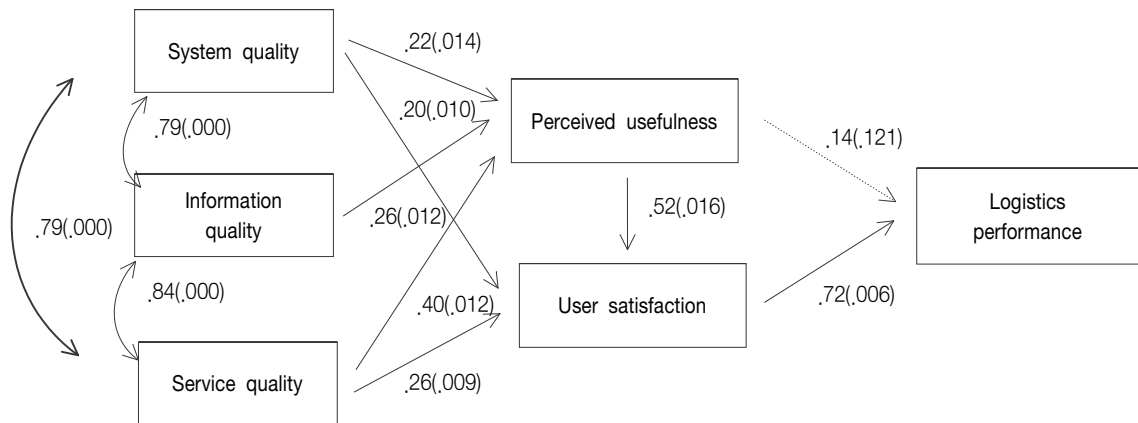 System quality
.22(.014)
.20(.010)
Perceived usefulness
.79(.000)
.14(.121)
Information
quality
.26(.012)
.52(.016)
Logistics
performance
.79(.000)
.84(.000)
.40(.012)
User satisfaction
.72(.006)
Service quality
.26(.009)